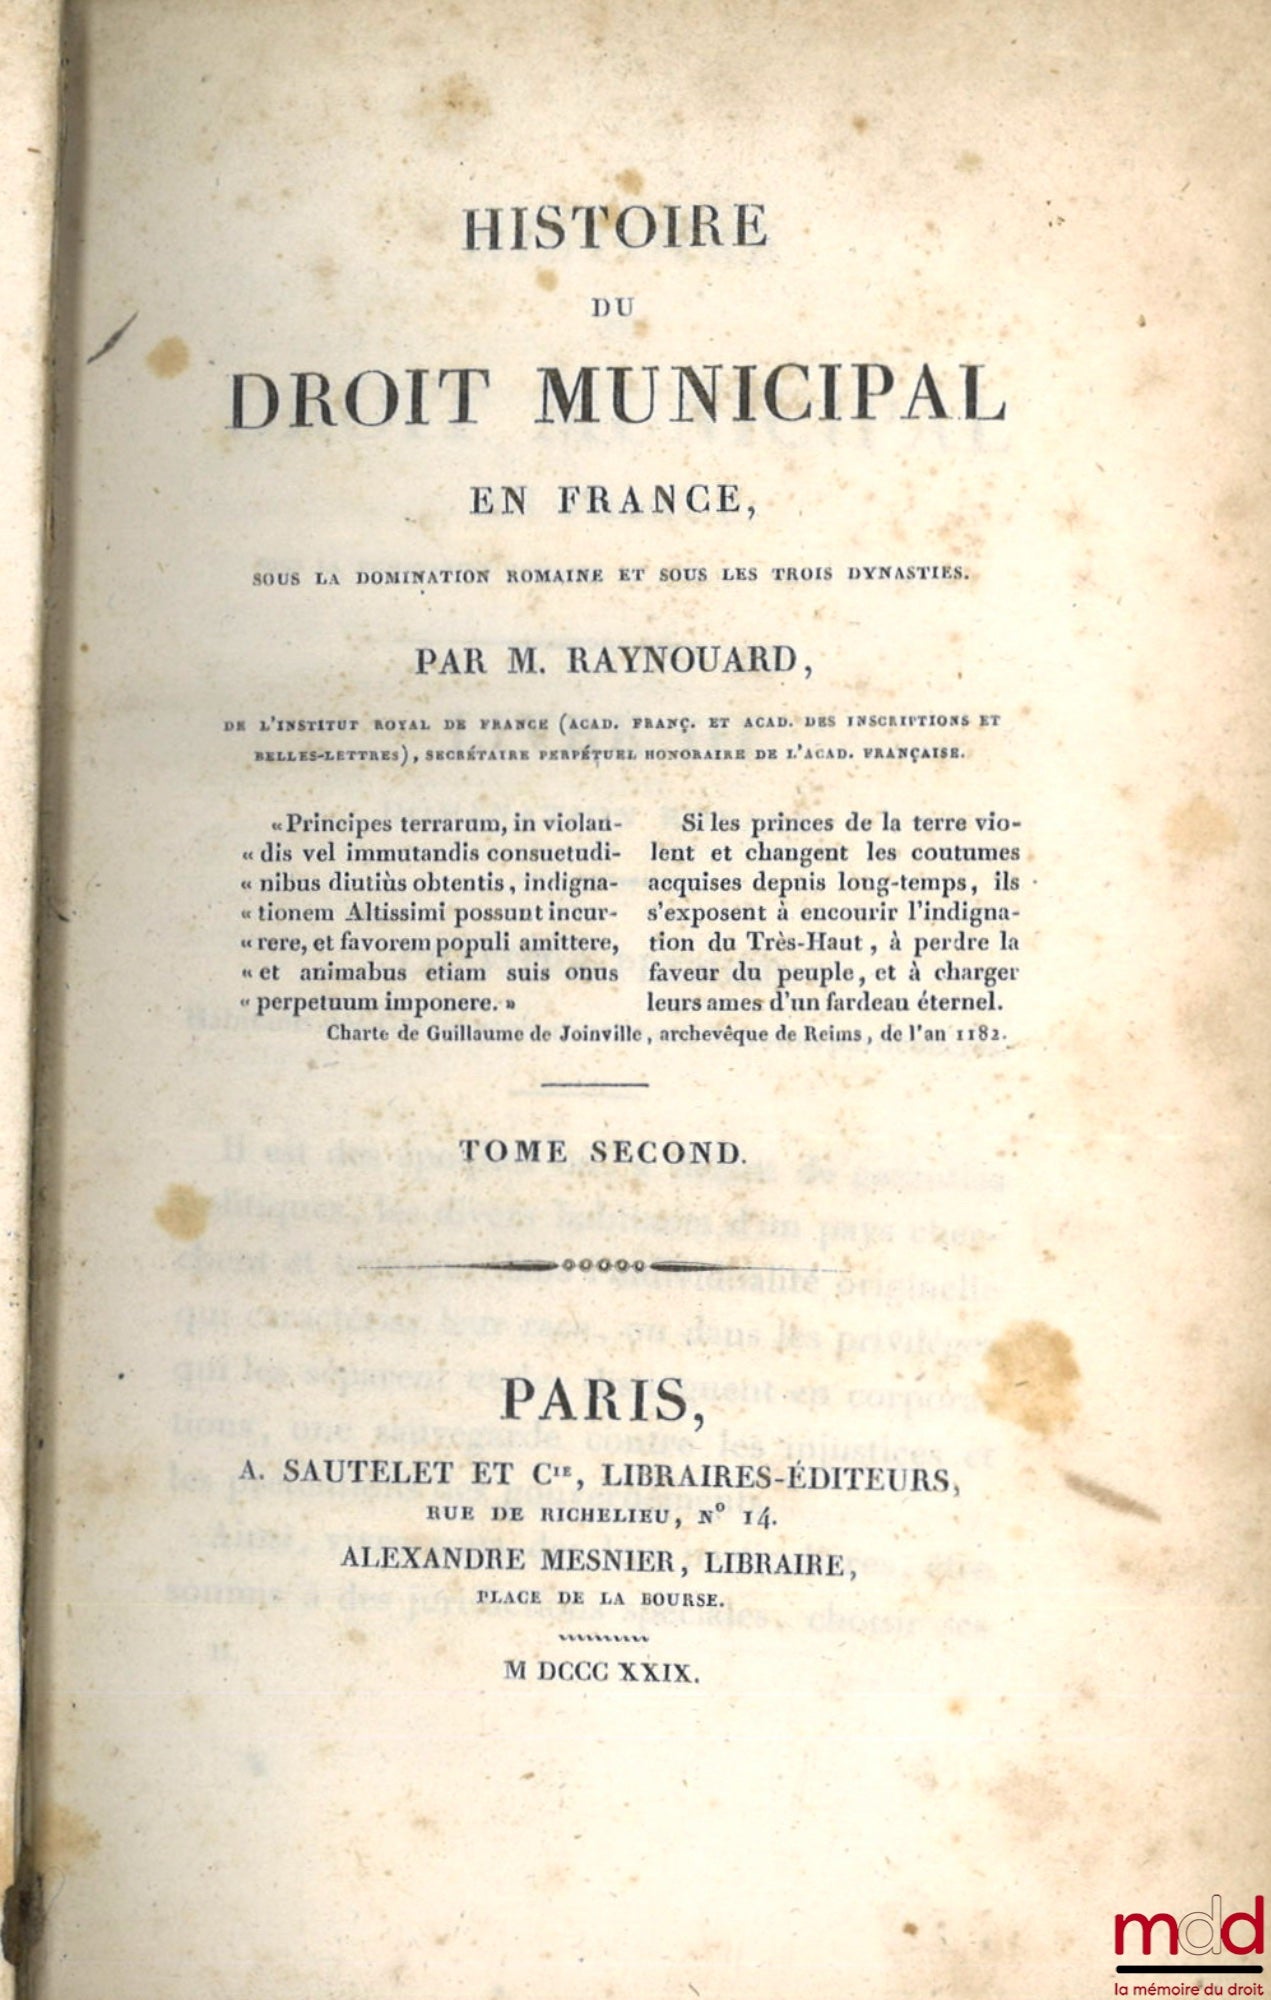 HISTOIRE
DU
DROIT MUNICIPAL
EN FRANCE,
SOUS LA DOMINATION ROMAINE ET SOUS LES TROIS DYNASTIES.
PAR M. RAYNOUARD,
DE L'INSTITUT ROYAL DE FRANCE (ACAD. FRANÇ. ET ACAD. DES INSCRIPTIONS ET
BELLES-LETTRES), SECRÉTAIRE PERPÉTUEL HONORAIRE DE L'ACAD. FRANÇAISE.
«Principes terrarum, in violan-
« dis vel immutandis consuetudi-
« nibus diutiùs obtentis, indigna-
« tionem Altissimi possunt incur-
« rere, et favorem populi amittere,
« et animabus etiam suis onus
« perpetuum imponere. »
Si les princes de la terre vio-
lent et changent les coutumes
acquises depuis long-temps, ils
s'exposent à encourir l'indigna-
tion du Très-Haut, à perdre la
faveur du peuple, et à charger
leurs ames d'un fardeau éternel.
Charte de Guillaume de Joinville, archevêque de Reims, de l'an 1182.
TOME SECOND.
PARIS,
A. SAUTELET ET CIE, LIBRAIRES-ÉDITEURS,
RUE DE RICHELIEU, No 14.
ALEXANDRE MESNIER, LIBRAIRE,
PLACE DE LA BOURSE.
M DCCC XXIX.
mdd
la mémoire du droit